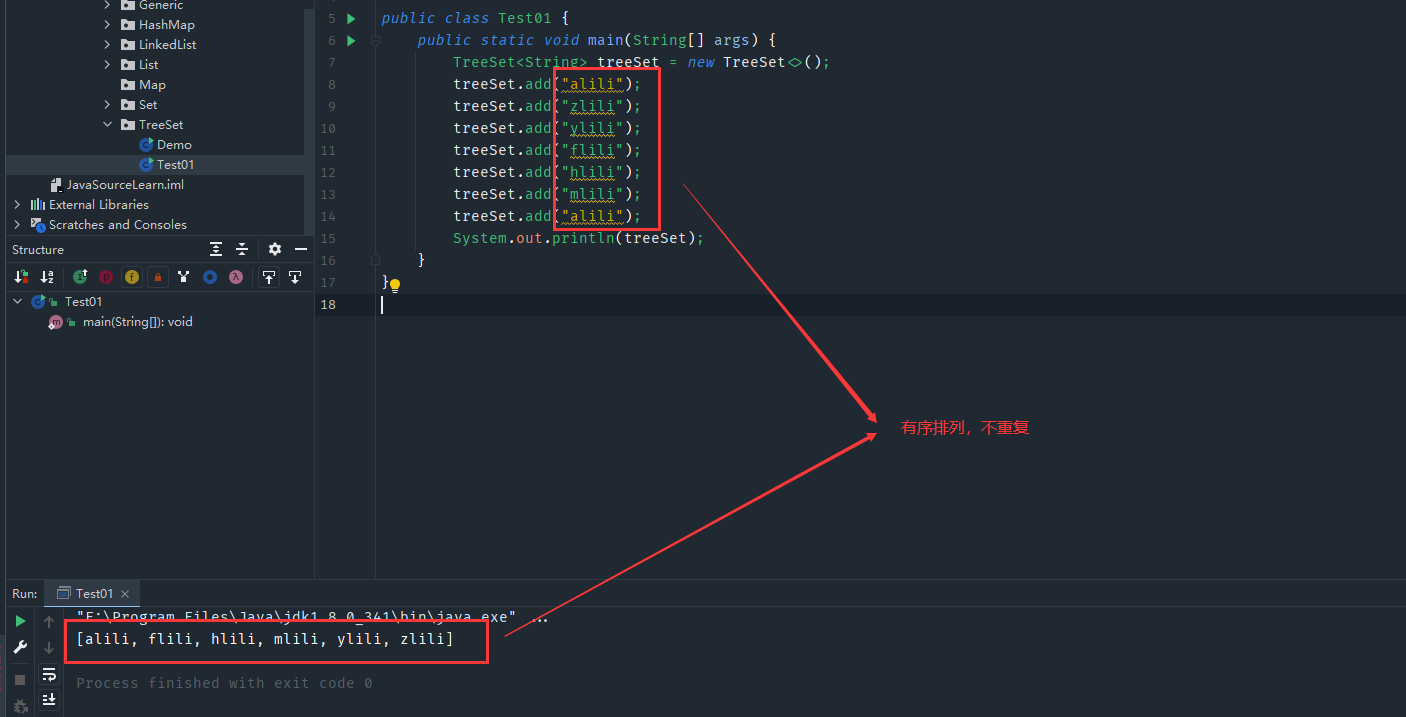 Generic
HashMap
LinkedList
List
Map
Set
TreeSet
Demo
Test01
JavaSourceLearn.iml
External Libraries
Scratches and Consoles
Structure
Test01
main(String[]): void
5 public class Test01 {
6 public static void main(String[] args) {
7 TreeSet<String> treeSet = new TreeSet<>();
8 treeSet.add("alili");
9 treeSet.add("zlili");
10 treeSet.add("ylili");
11 treeSet.add("flili");
12 treeSet.add("hlili");
13 treeSet.add("mlili");
14 treeSet.add("alili");
15 System.out.println(treeSet);
16 }
17 }
18
有序排列，不重复
Run: Test01
"E:\Program Files\Java\jdk1.8.0_341\bin\java.exe" ...
[alili, flili, hlili, mlili, ylili, zlili]
Process finished with exit code 0